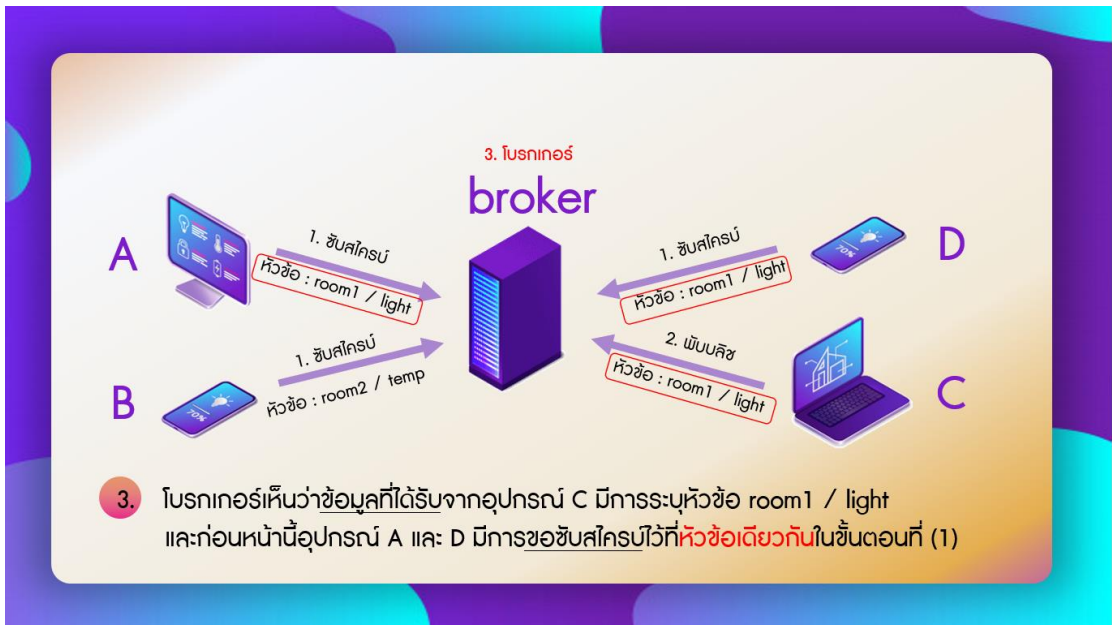 3. โบรกเกอร์
broker
A
1. ซับสไครบ์
หัวข้อ : room1 / light
1. ซับสไครบ์
หัวข้อ : room1 / light
70%
D
B
70%
1. ซับสไครบ์
หัวข้อ : room2 / temp
2. พับบลิช
หัวข้อ : room1 / light
C
3. โบรกเกอร์เห็นว่าข้อมูลที่ได้รับจากอุปกรณ์ C มีการระบุหัวข้อ room1 / light
และก่อนหน้านี้อุปกรณ์ A และ D มีการขอซับสไครบ์ไว้ที่หัวข้อเดียวกันในขั้นตอนที่ (1)